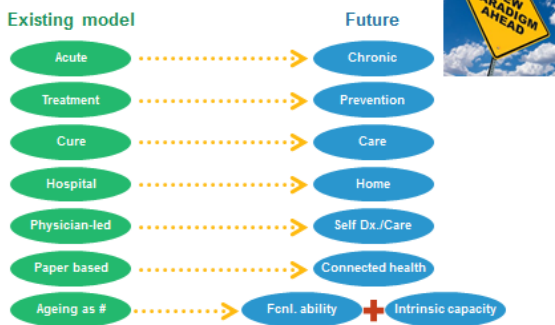 Existing model
Future
NEW
PARADIGM
AHEAD
Acute
Chronic
Treatment
Prevention
Cure
Care
Hospital
Home
Physician-led
Self Dx./Care
Paper based
Connected health
Ageing as #
Fcnl. ability + Intrinsic capacity